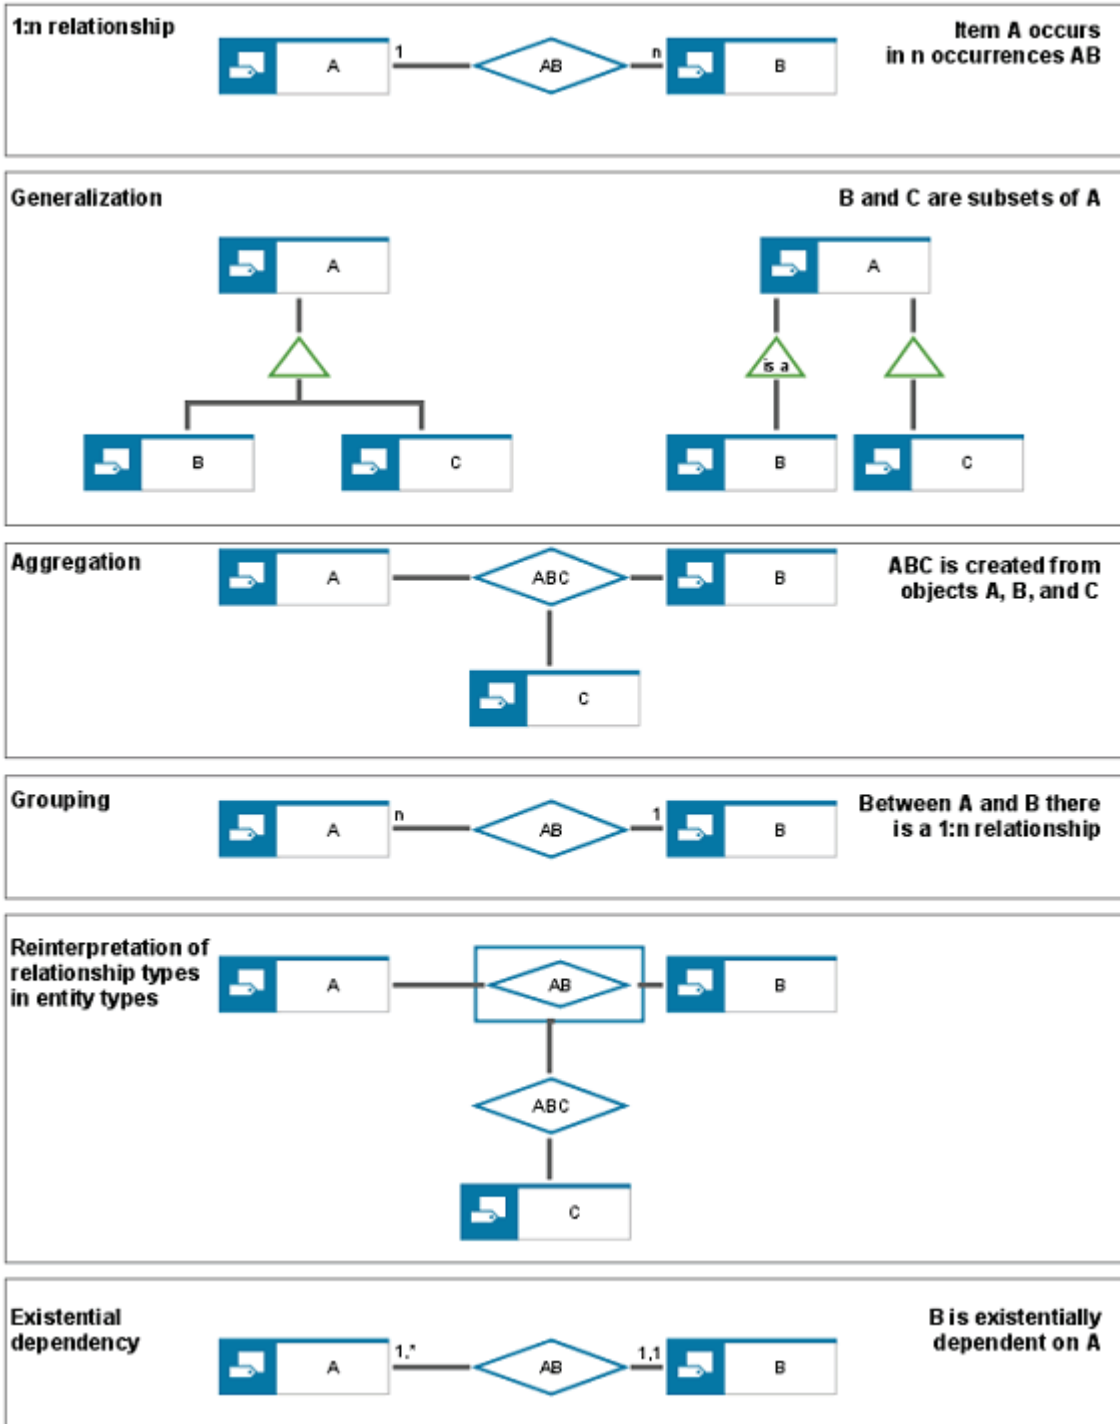 1:n relationship
Item A occurs
in n occurrences AB
A
1
AB
n
B
Generalization
B and C are subsets of A
A
A
is a
B
C
B
C
Aggregation
ABC is created from
objects A, B, and C
A
ABC
B
C
Grouping
Between A and B there
is a 1:n relationship
A
n
AB
1
B
Reinterpretation of
relationship types
in entity types
A
AB
B
ABC
C
Existential
dependency
B is existentially
dependent on A
A
1,*
AB
1,1
B